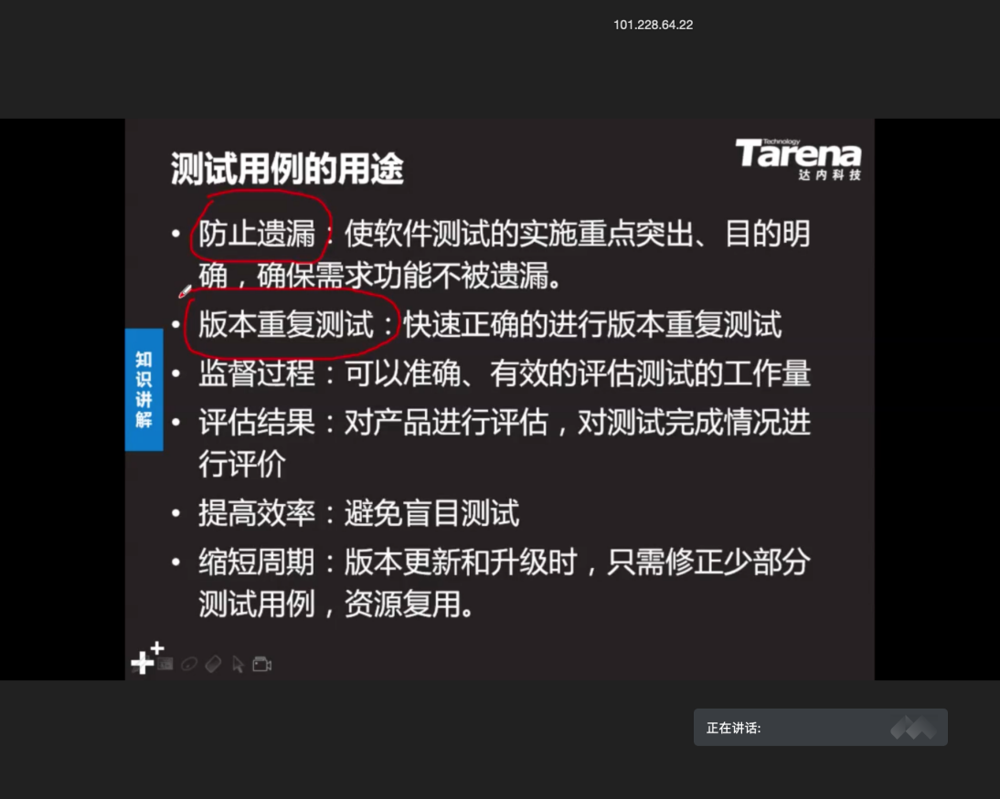 101.228.64.22
测试用例的用途
Technology
Tarena
达内科技
• 防止遗漏：使软件测试的实施重点突出、目的明
确，确保需求功能不被遗漏。
• 版本重复测试：快速正确的进行版本重复测试
• 监督过程：可以准确、有效的评估测试的工作量
• 评估结果：对产品进行评估，对测试完成情况进
行评价
• 提高效率：避免盲目测试
• 缩短周期：版本更新和升级时，只需修正少部分
测试用例，资源复用。
知识讲解
正在讲话: